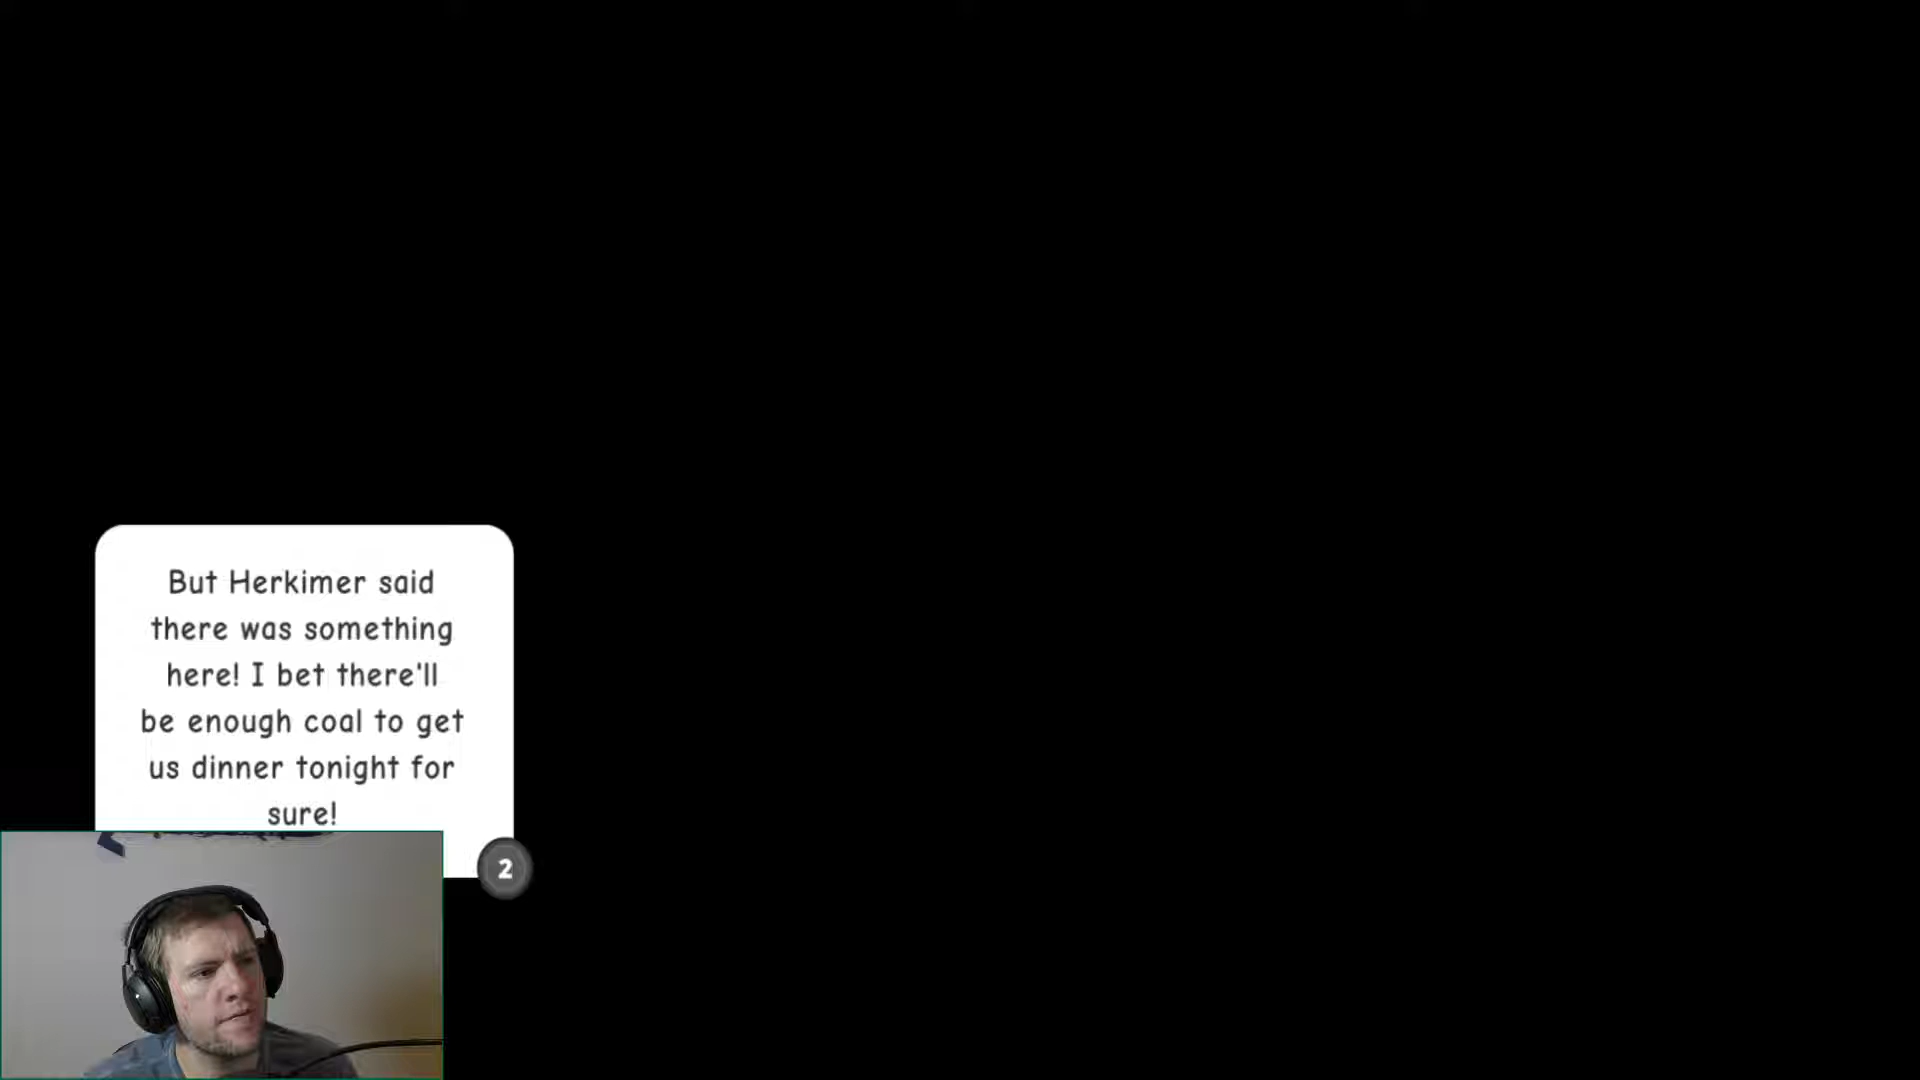 But Herkimer said
there was something
here! I bet there'll
be enough coal to get
us dinner tonight for
sure!
2